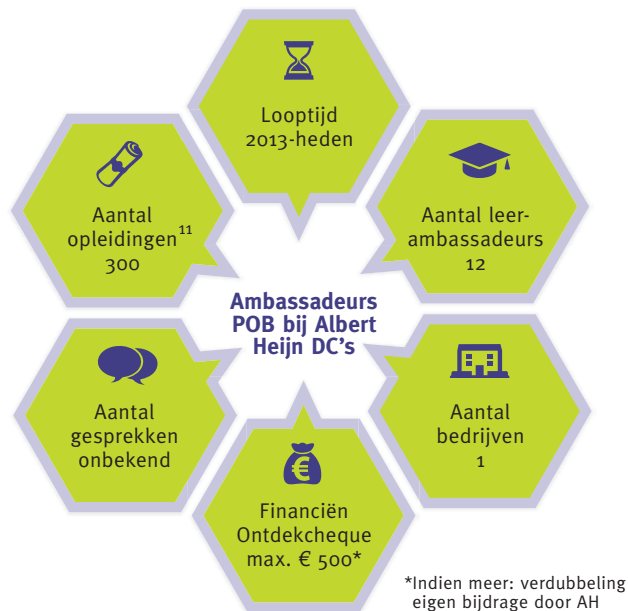 Looptijd
2013-heden
Aantal
opleidingen¹¹
300
Aantal leer-
ambassadeurs
12
Ambassadeurs
POB bij Albert
Heijn DC's
Aantal
gesprekken
onbekend
Aantal
bedrijven
1
€
Financiën
Ontdekcheque
max. € 500*
*Indien meer: verdubbeling
eigen bijdrage door AH